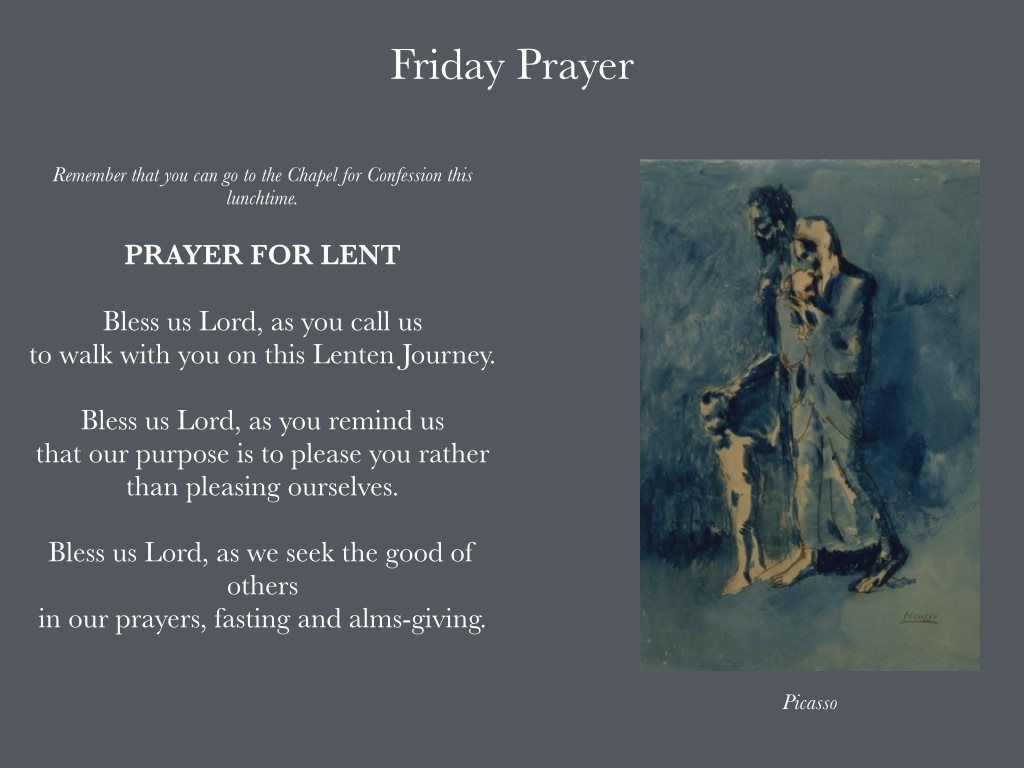 Friday Prayer
Remember that you can go to the Chapel for Confession this
lunchtime.
PRAYER FOR LENT
Bless us Lord, as you call us
to walk with you on this Lenten Journey.
Bless us Lord, as you remind us
that our purpose is to please you rather
than pleasing ourselves.
Bless us Lord, as we seek the good of
others
in our prayers, fasting and alms-giving.
Picasso
Picasso